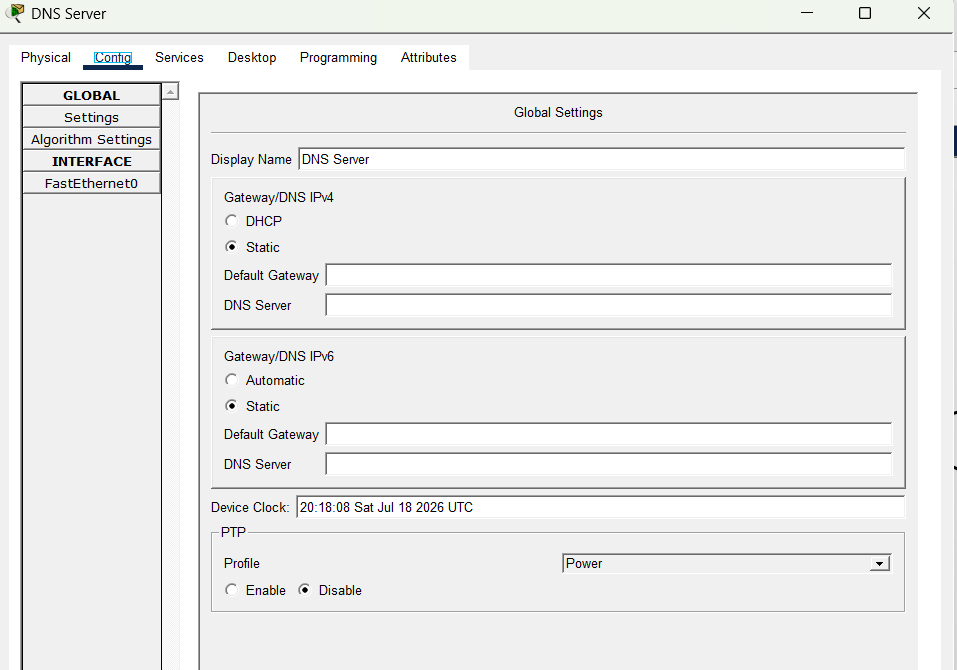 DNS Server
Physical Config Services Desktop Programming Attributes
GLOBAL
Settings
Algorithm Settings
INTERFACE
FastEthernet0
Global Settings
Display Name DNS Server
Gateway/DNS IPv4
DHCP
Static
Default Gateway
DNS Server
Gateway/DNS IPv6
Automatic
Static
Default Gateway
DNS Server
Device Clock: 20:18:08 Sat Jul 18 2026 UTC
PTP
Profile Power
Enable Disable